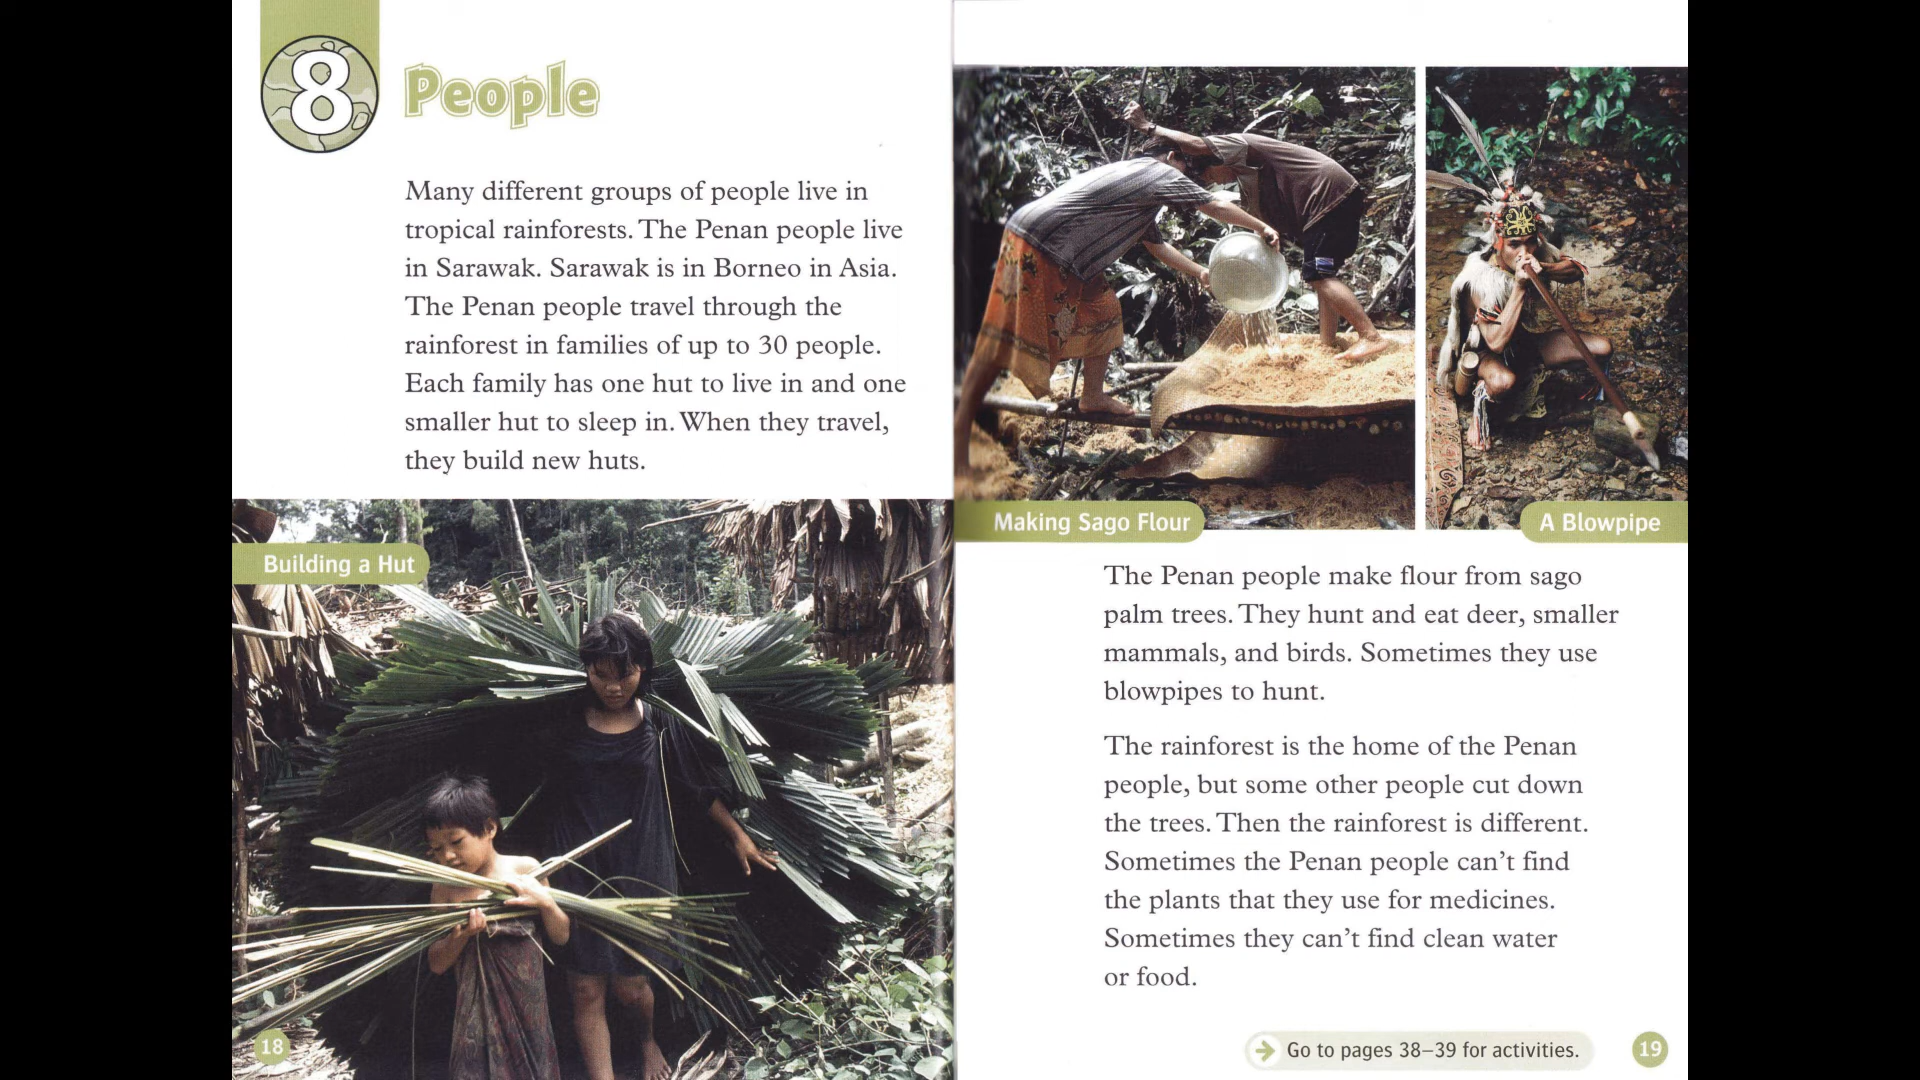 8
People
Many different groups of people live in
tropical rainforests. The Penan people live
in Sarawak. Sarawak is in Borneo in Asia.
The Penan people travel through the
rainforest in families of up to 30 people.
Each family has one hut to live in and one
smaller hut to sleep in. When they travel,
they build new huts.
Building a Hut
18
Making Sago Flour
A Blowpipe
The Penan people make flour from sago
palm trees. They hunt and eat deer, smaller
mammals, and birds. Sometimes they use
blowpipes to hunt.
The rainforest is the home of the Penan
people, but some other people cut down
the trees. Then the rainforest is different.
Sometimes the Penan people can’t find
the plants that they use for medicines.
Sometimes they can’t find clean water
or food.
Go to pages 38–39 for activities.
19